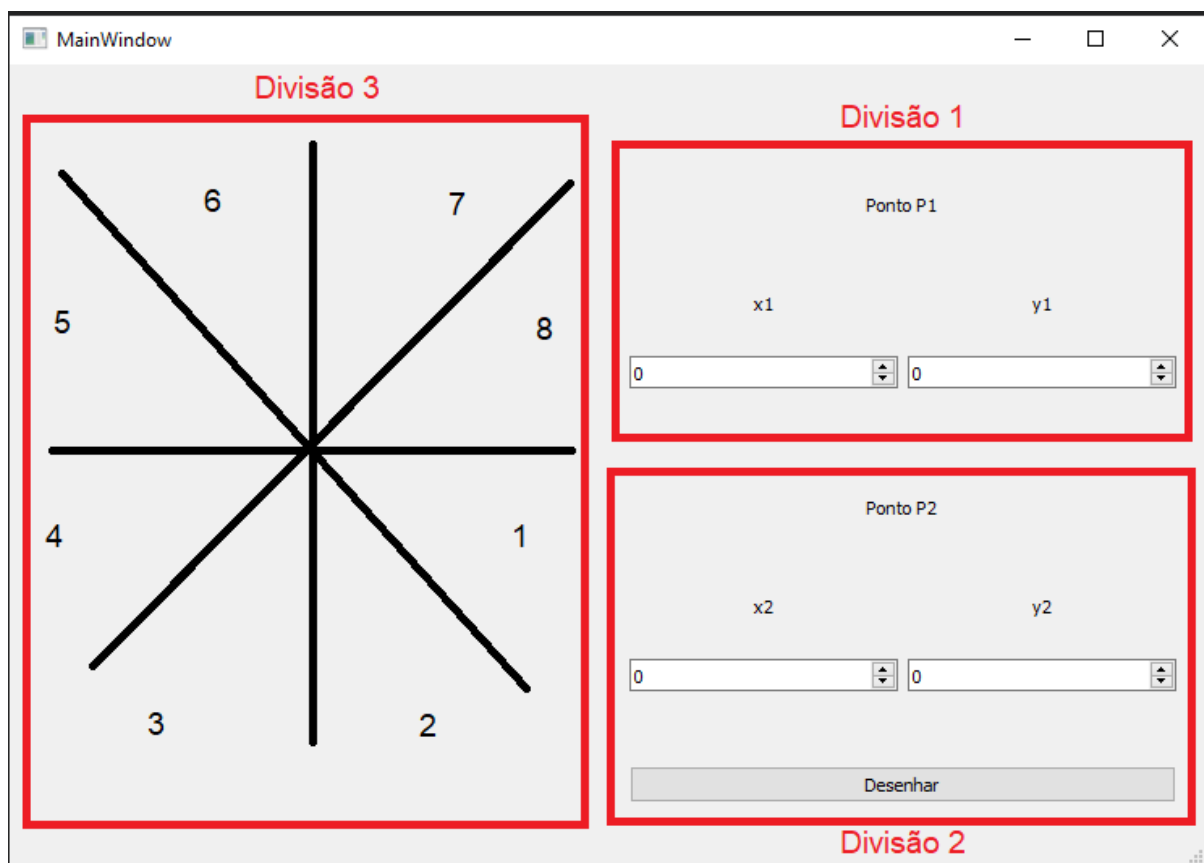 MainWindow
Divisão 3
Divisão 1
6
7
5
8
4
1
3
2
Ponto P1
x1 y1
0 0
Ponto P2
x2 y2
0 0
Desenhar
Divisão 2